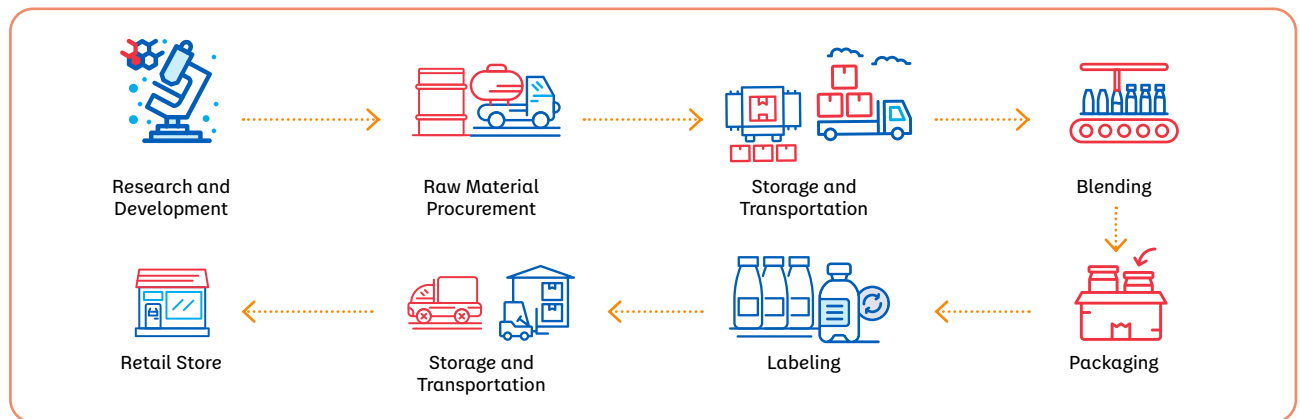 Research and
Development
Raw Material
Procurement
Storage and
Transportation
Blending
Packaging
Labeling
Storage and
Transportation
Retail Store